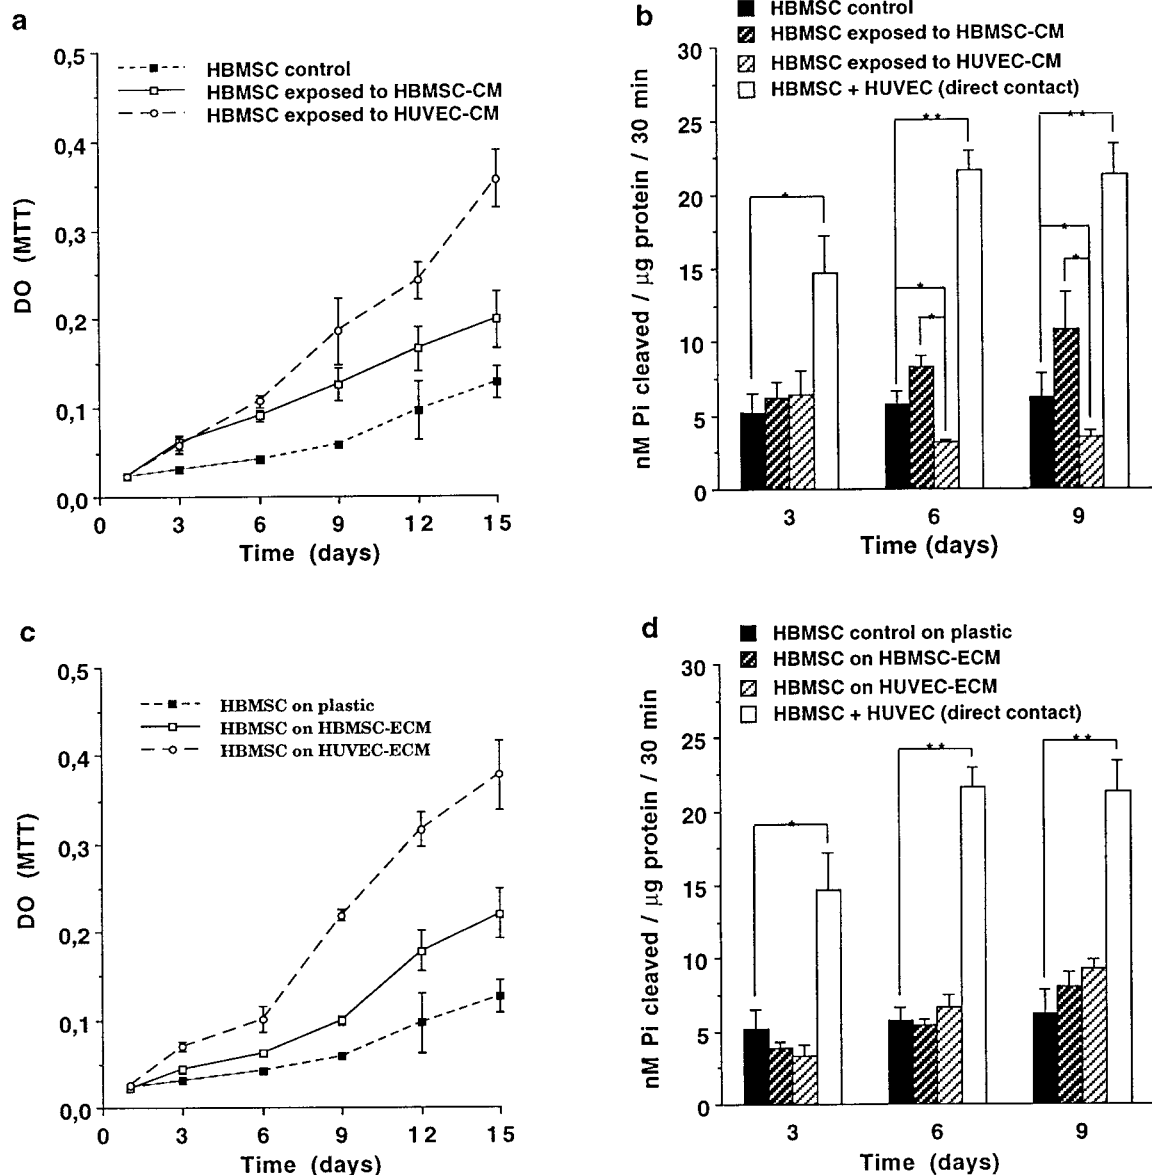 a
0,5
0,4
0,3
0,2
0,1
0,0
DO (MTT)
HBMSC control
HBMSC exposed to HBMSC-CM
HBMSC exposed to HUVEC-CM
0 3 6 9 12 15
Time (days)
b
HBMSC control
HBMSC exposed to HBMSC-CM
HBMSC exposed to HUVEC-CM
HBMSC + HUVEC (direct contact)
30
25
20
15
10
5
0
nM Pi cleaved / µg protein / 30 min
*
**
*
*
**
*
*
3 6 9
Time (days)
c
0,5
0,4
0,3
0,2
0,1
0,0
DO (MTT)
HBMSC on plastic
HBMSC on HBMSC-ECM
HBMSC on HUVEC-ECM
0 3 6 9 12 15
Time (days)
d
HBMSC control on plastic
HBMSC on HBMSC-ECM
HBMSC on HUVEC-ECM
HBMSC + HUVEC (direct contact)
30
25
20
15
10
5
0
nM Pi cleaved / µg protein / 30 min
*
**
**
3 6 9
Time (days)